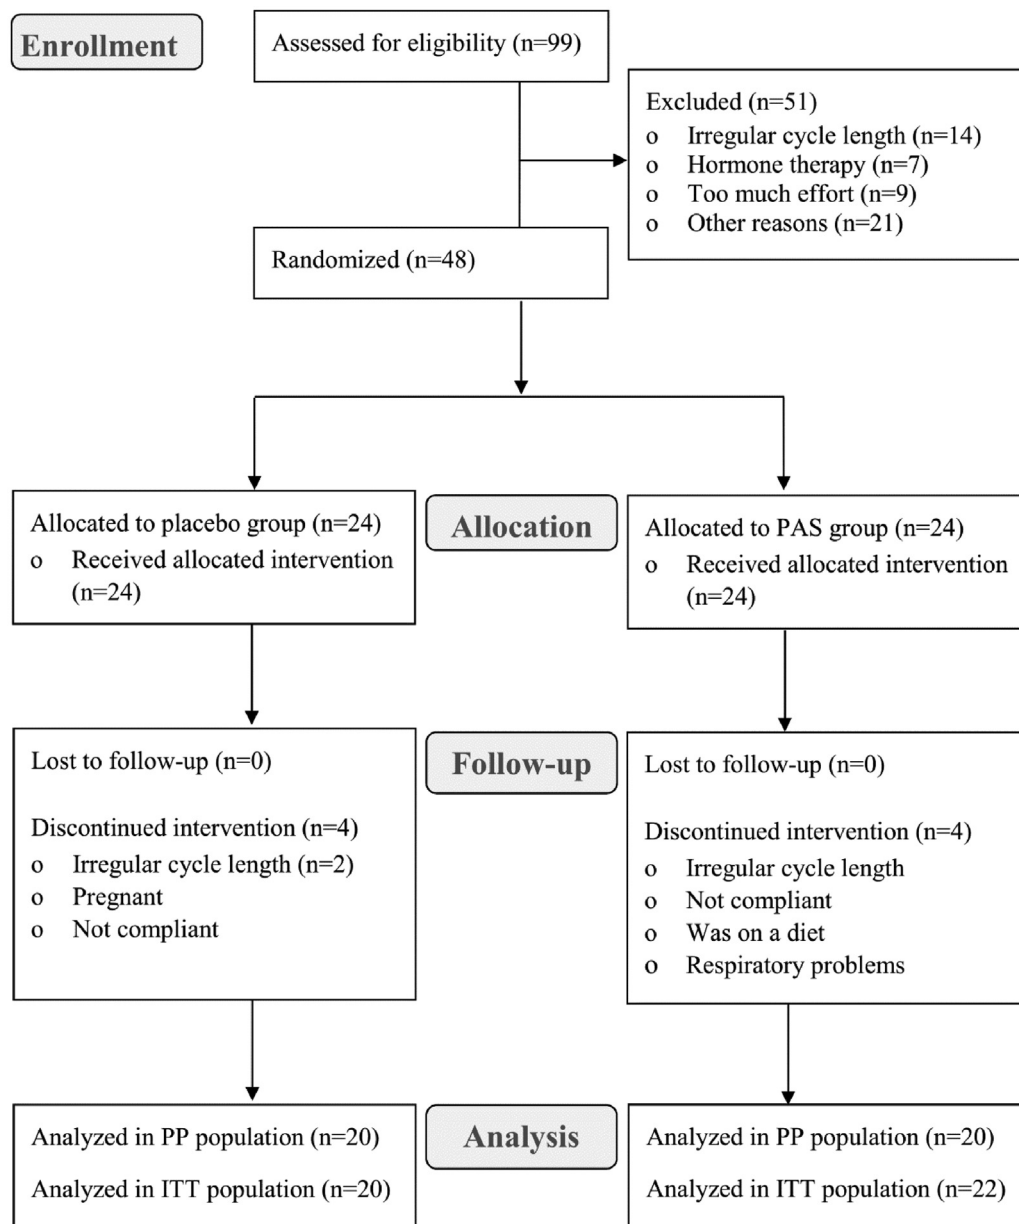 Enrollment
Assessed for eligibility (n=99)
Excluded (n=51)
o Irregular cycle length (n=14)
o Hormone therapy (n=7)
o Too much effort (n=9)
o Other reasons (n=21)
Randomized (n=48)
Allocated to placebo group (n=24)
o Received allocated intervention
(n=24)
Allocation
Allocated to PAS group (n=24)
o Received allocated intervention
(n=24)
Lost to follow-up (n=0)
Discontinued intervention (n=4)
o Irregular cycle length (n=2)
o Pregnant
o Not compliant
Follow-up
Lost to follow-up (n=0)
Discontinued intervention (n=4)
o Irregular cycle length
o Not compliant
o Was on a diet
o Respiratory problems
Analyzed in PP population (n=20)
Analyzed in ITT population (n=20)
Analysis
Analyzed in PP population (n=20)
Analyzed in ITT population (n=22)